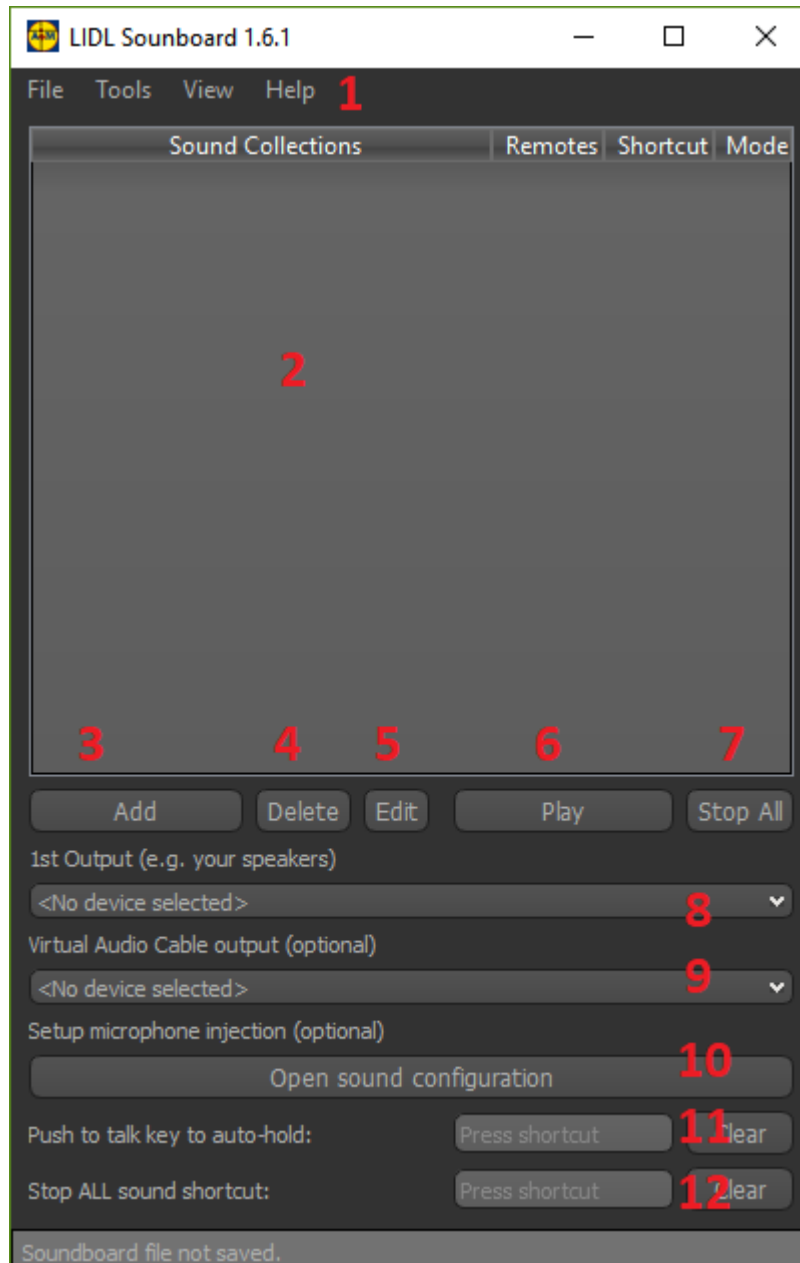 LIDL Sounboard 1.6.1
File Tools View Help 1
Sound Collections Remotes Shortcut Mode
2
3 4 5 6 7
Add Delete Edit Play Stop All
1st Output (e.g. your speakers)
<No device selected> 8
Virtual Audio Cable output (optional)
<No device selected> 9
Setup microphone injection (optional)
Open sound configuration 10
Push to talk key to auto-hold: Press shortcut 11 Clear
Stop ALL sound shortcut: Press shortcut 12 Clear
Soundboard file not saved.